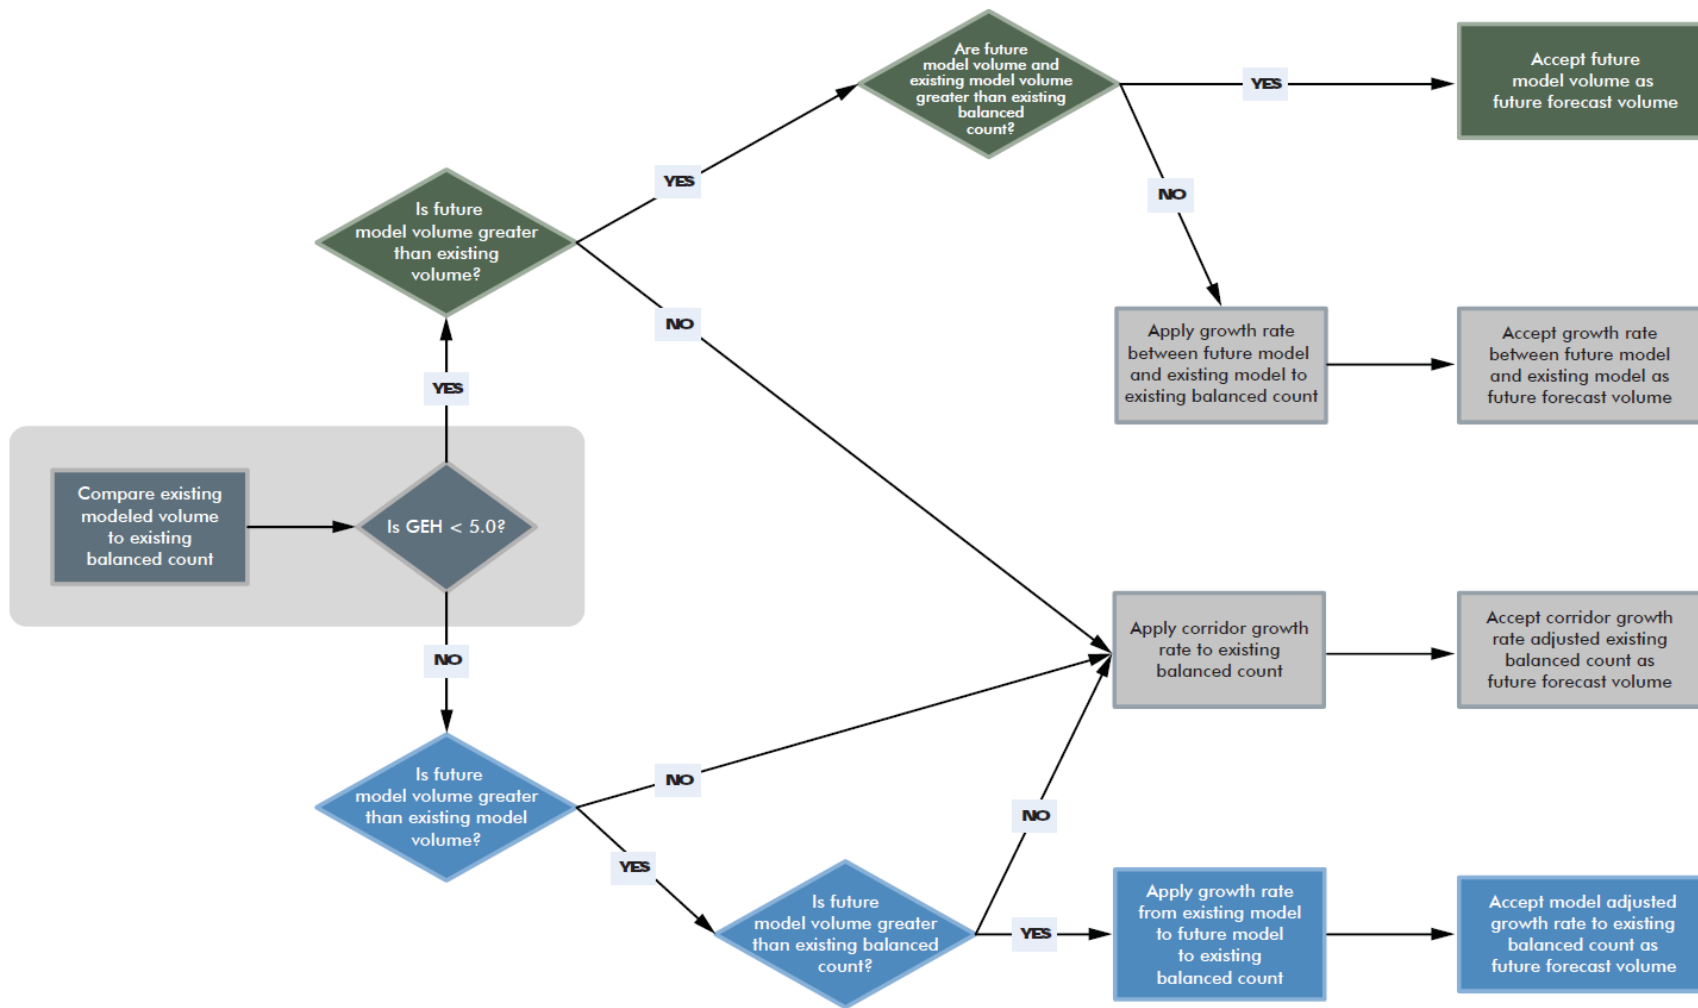 Are future
model volume and
existing model volume
greater than existing
balanced
count?
YES
Accept future
model volume as
future forecast volume
YES
NO
Is future
model volume greater
than existing
volume?
NO
Apply growth rate
between future model
and existing model to
existing balanced count
Accept growth rate
between future model
and existing model as
future forecast volume
YES
Compare existing
modeled volume
to existing
balanced count
Is GEH < 5.0?
NO
Apply corridor growth
rate to existing
balanced count
Accept corridor growth
rate adjusted existing
balanced count as
future forecast volume
Is future
model volume greater
than existing model
volume?
NO
NO
YES
Is future
model volume greater
than existing balanced
count?
YES
Apply growth rate
from existing model
to future model
to existing
balanced count
Accept model adjusted
growth rate to existing
balanced count as
future forecast volume